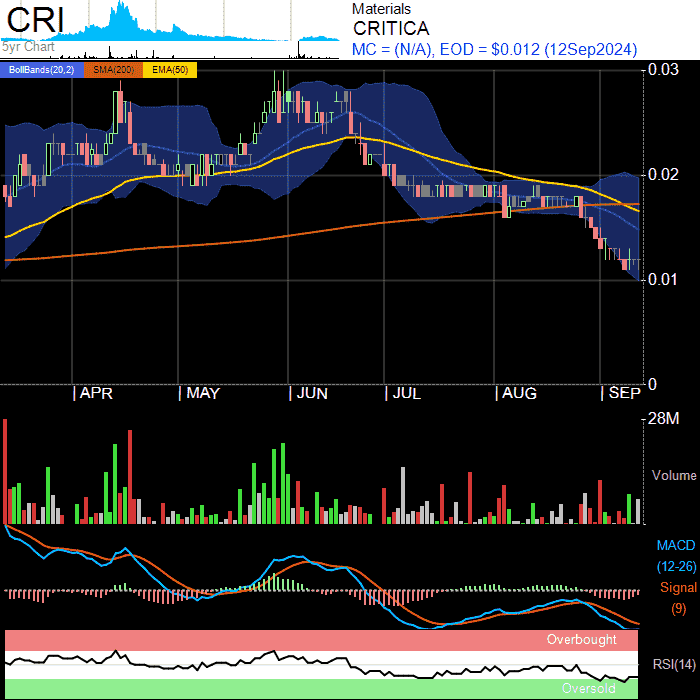 CRI
5yr Chart
Materials
CRITICA
MC = (N/A), EOD = $0.012 (12Sep2024)
BollBands(20,2) SMA(200) EMA(50)
0.03
0.02
0.01
0
APR MAY JUN JUL AUG SEP
28M
Volume
MACD
(12-26)
Signal
(9)
Overbought
RSI(14)
Oversold